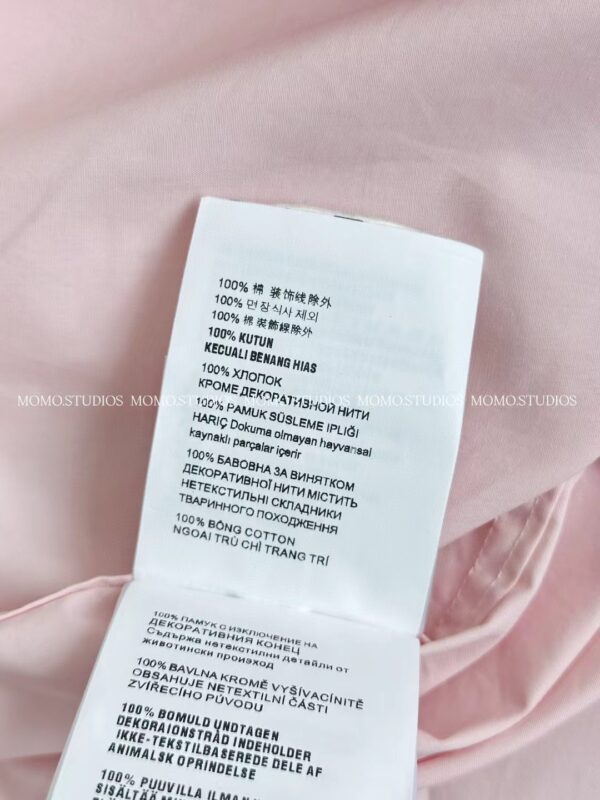 100% 棉 装饰线除外
100% 면 장식사 제외
100% 棉 裝飾線除外
100% KUTUN
KECUALI BENANG HIAS
100% ХЛОПОК
КРОМЕ ДЕКОРАТИВНОЙ НИТИ
MOMO.STUDIOS MOMO.STUDIOS MOMO.STUDIOS MOMO.STUDIOS MOMO.STUDIOS
100% PAMUK SÜSLEME IPLIĞI
HARIÇ Dokuma olmayan hayvansal
kaynaklı parçalar içerir
100% БАВОВНА ЗА ВИНЯТКОМ
ДЕКОРАТИВНОЇ НИТІ МІСТИТЬ
НЕТЕКСТИЛЬНІ СКЛАДНИКИ
ТВАРИННОГО ПОХОДЖЕННЯ
100% BÔNG COTTON
NGOẠI TRỪ CHỈ TRANG TRÍ
100% ПАМУК С ИЗКЛЮЧЕНИЕ НА
ДЕКОРАТИВНИЯ КОНЕЦ
Съдържа нетекстилни детайли от
животински произход
100% BAVLNA KROMĚ VYŠÍVACÍNITĚ
OBSAHUJE NETEXTILNÍ ČÁSTI
ZVÍŘECÍHO PŮVODU
100% BOMULD UNDTAGEN
DEKORAIONSTRÅD INDEHOLDER
IKKE-TEKSTILBASEREDE DELE AF
ANIMALSK OPRINDELSE
100% PUUVILLA ILMAN
SISÄLTÄÄ